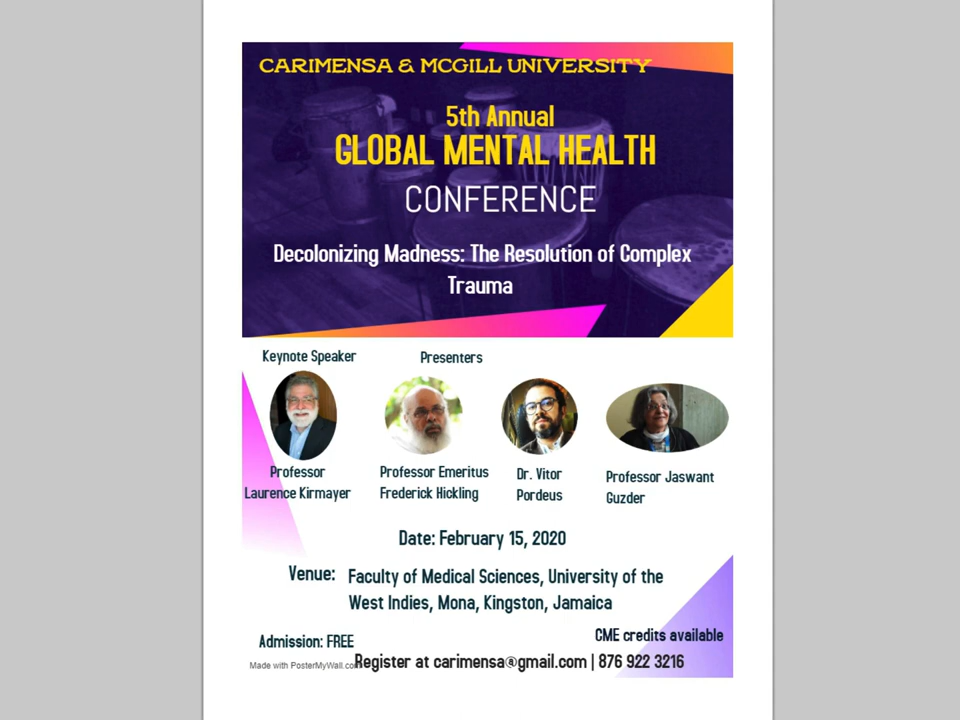 CARIMENSA & MCGILL UNIVERSITY
5th Annual
GLOBAL MENTAL HEALTH
CONFERENCE
Decolonizing Madness: The Resolution of Complex
Trauma
Keynote Speaker
Presenters
Professor
Laurence Kirmayer
Professor Emeritus
Frederick Hickling
Dr. Vitor
Pordeus
Professor Jaswant
Guzder
Date: February 15, 2020
Venue: Faculty of Medical Sciences, University of the
West Indies, Mona, Kingston, Jamaica
CME credits available
Admission: FREE
Made with PosterMyWall.com
Register at carimensa@gmail.com | 876 922 3216